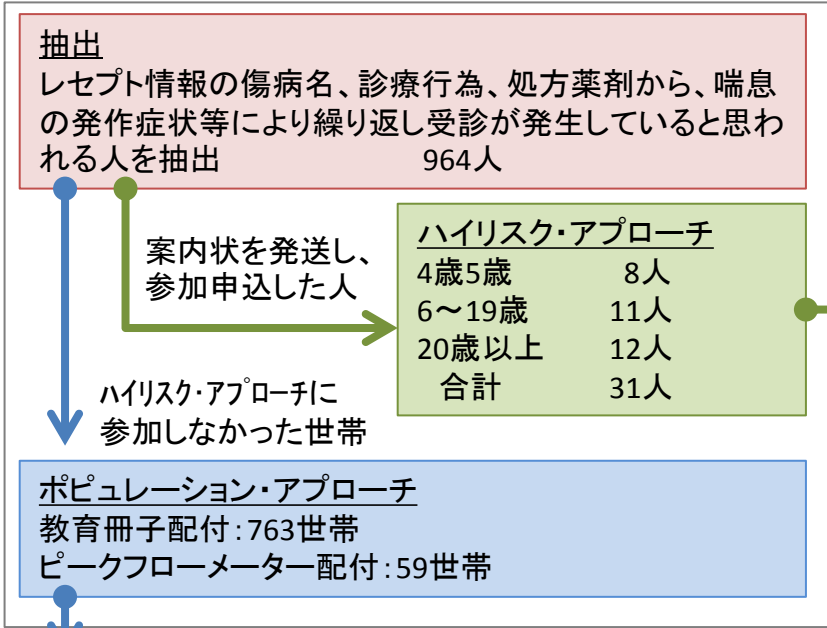 抽出
レセプト情報の傷病名、診療行為、処方薬剤から、喘息
の発作症状等により繰り返し受診が発生していると思わ
れる人を抽出 964人
案内状を発送し、
参加申込した人
ハイリスク・アプローチ
4歳5歳 8人
6～19歳 11人
20歳以上 12人
合計 31人
ハイリスク・アプローチに
参加しなかった世帯
ポピュレーション・アプローチ
教育冊子配付:763世帯
ピークフローメーター配付:59世帯